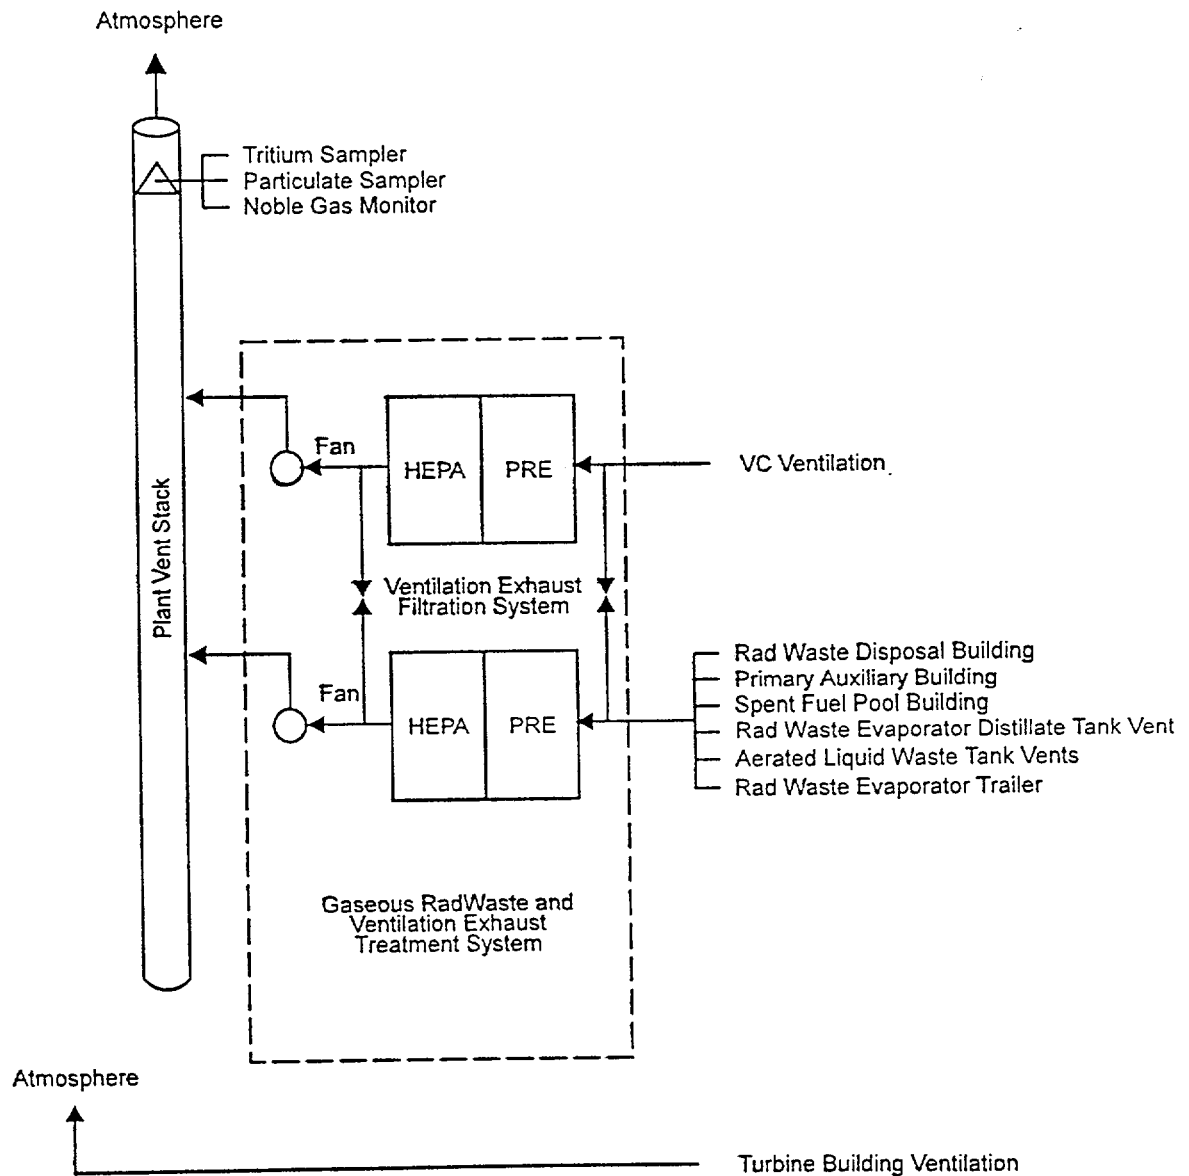 Atmosphere
Tritium Sampler
Particulate Sampler
Noble Gas Monitor
Fan
HEPA
PRE
VC Ventilation
Plant Vent Stack
Ventilation Exhaust
Filtration System
Fan
HEPA
PRE
Rad Waste Disposal Building
Primary Auxiliary Building
Spent Fuel Pool Building
Rad Waste Evaporator Distillate Tank Vent
Aerated Liquid Waste Tank Vents
Rad Waste Evaporator Trailer
Gaseous RadWaste and
Ventilation Exhaust
Treatment System
Atmosphere
Turbine Building Ventilation